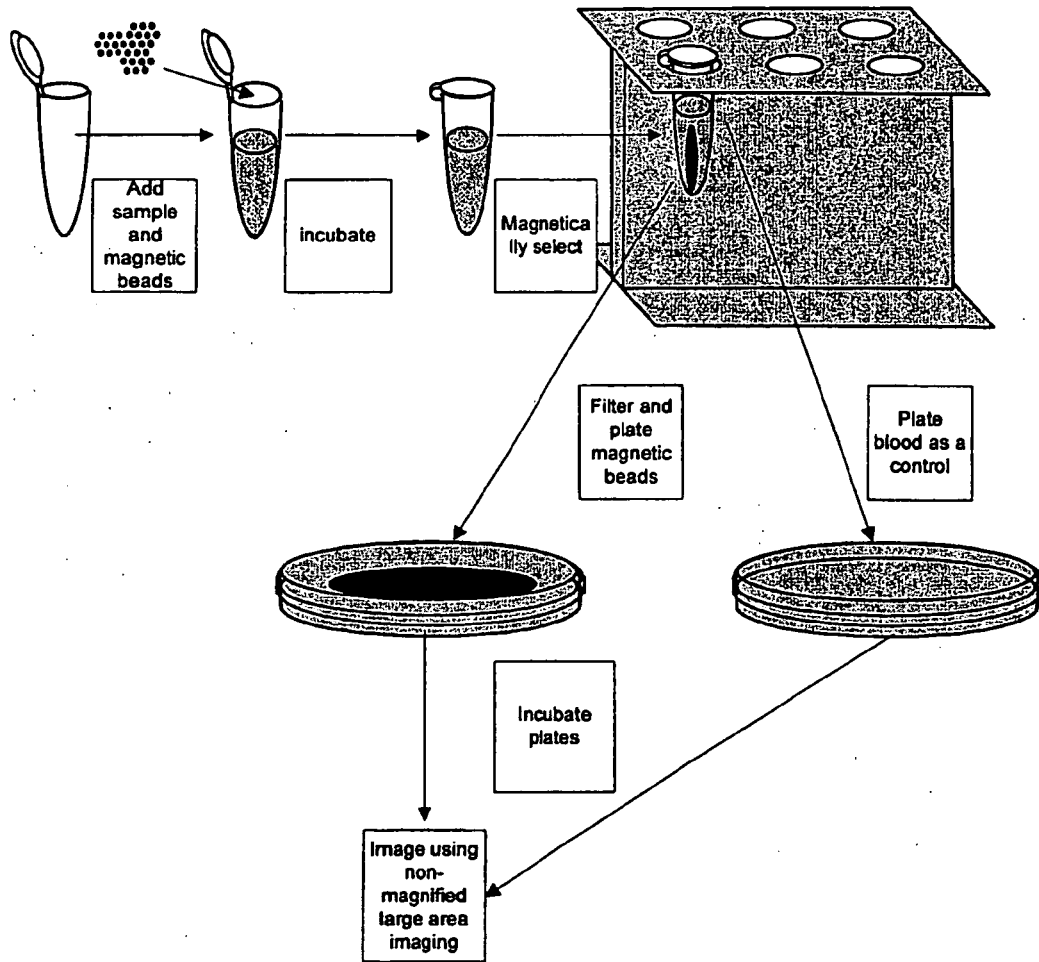 Add
sample
and
magnetic
beads
incubate
Magnetica
lly select
Filter and
plate
magnetic
beads
Plate
blood as a
control
Incubate
plates
Image using
non-
magnified
large area
imaging